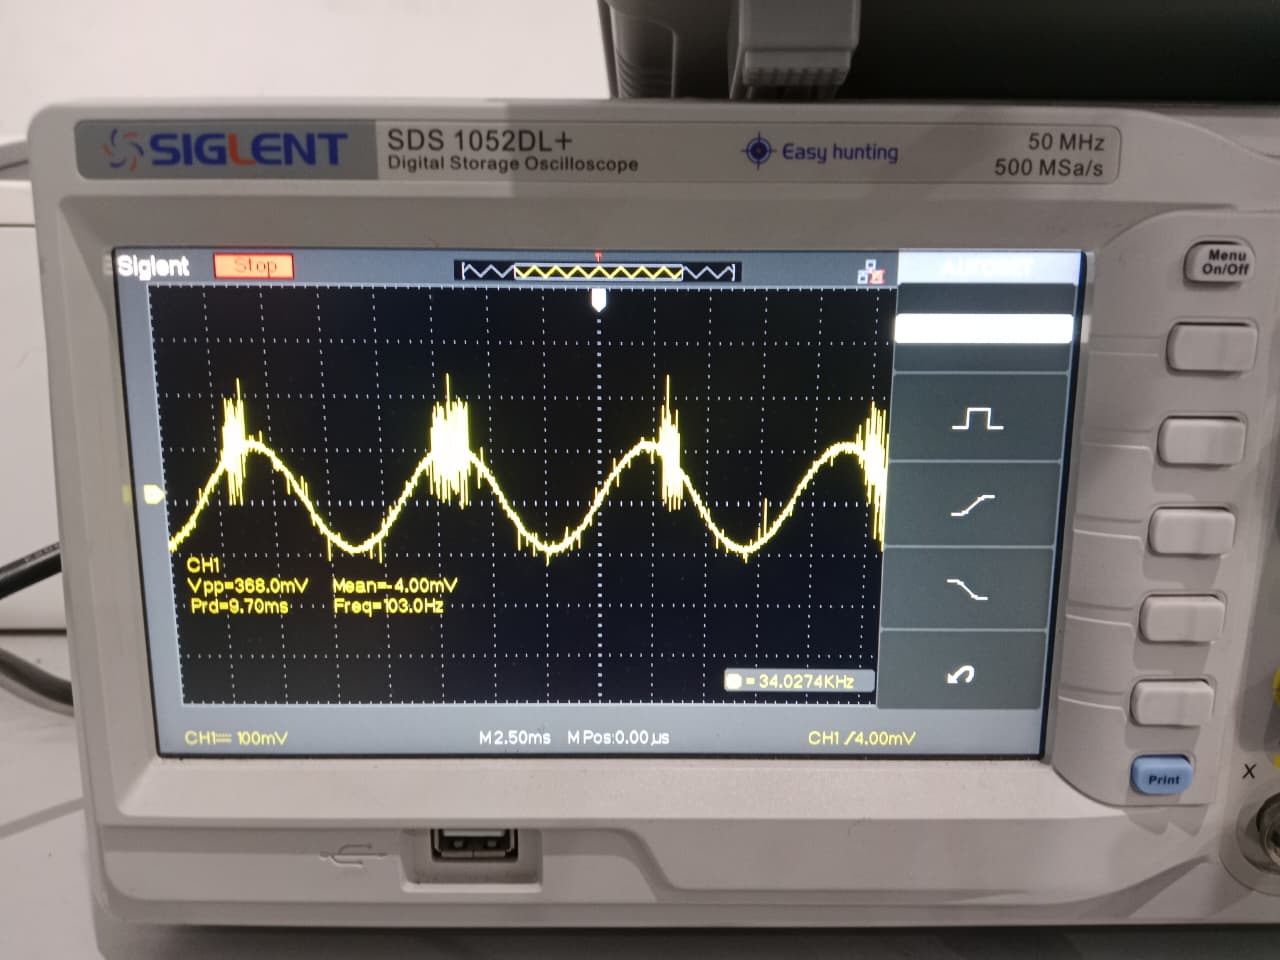 SIGLENT
SDS 1052DL+
Digital Storage Oscilloscope
Easy hunting
50 MHz
500 MSa/s
Siglent
Stop
CH1
Vpp=368.0mV Mean=-4.00mV
Prd=9.70ms Freq=103.0Hz
= 34.0274KHz
CH1 100mV
M 2.50ms M Pos:0.00µs
CH1 /4.00mV
Menu
On/Off
Print
X